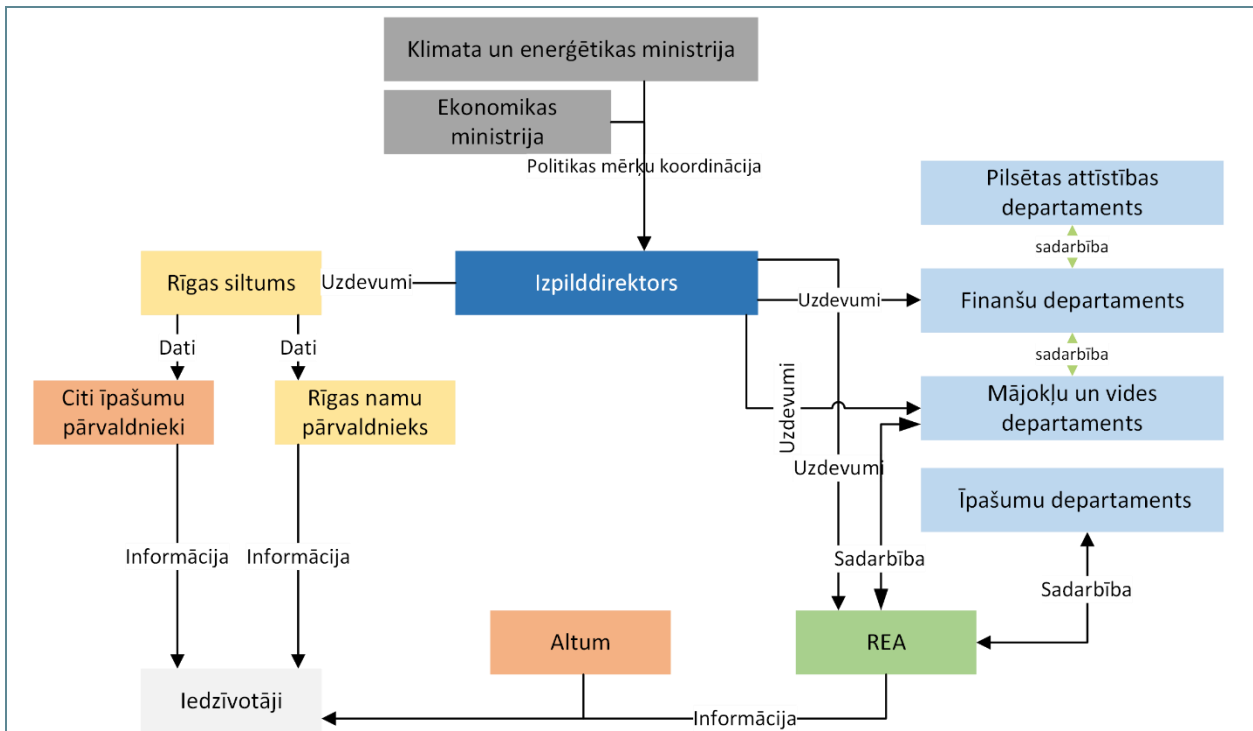 Klimata un enerģētikas ministrija
Ekonomikas
ministrija
Politikas mērķu koordinācija
Pilsētas attīstības
departaments
sadarbība
Rīgas siltums
Uzdevumi
Izpilddirektors
Uzdevumi
Finanšu departaments
Dati
Dati
sadarbība
Citi īpašumu
pārvaldnieki
Rīgas namu
pārvaldnieks
Uzdevumi
Mājokļu un vides
departaments
Uzdevumi
Īpašumu departaments
Informācija
Informācija
Sadarbība
Sadarbība
Altum
REA
Iedzīvotāji
Informācija